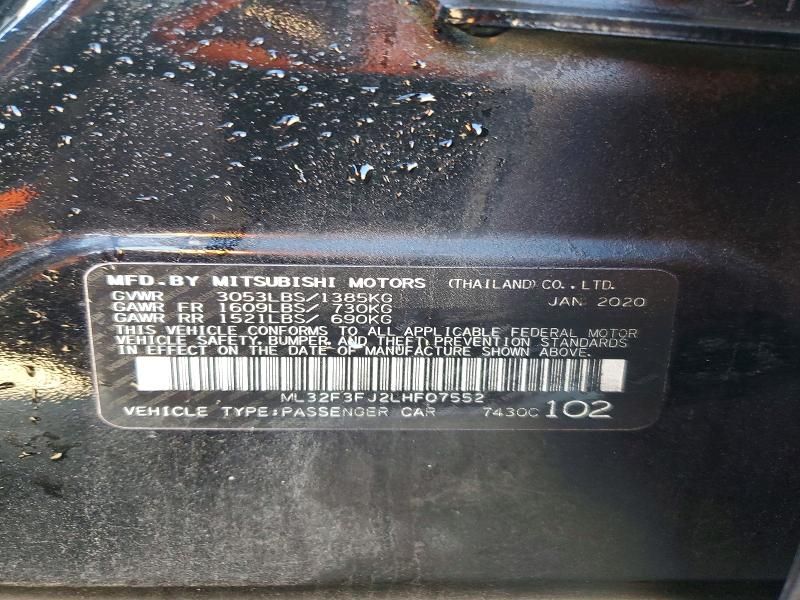 MFD.BY MITSUBISHI MOTORS (THAILAND)CO.,LTD.
GVWR 3053LBS/1385KG JAN 2020
GAWR FR 1609LBS/ 730KG
GAWR RR 1521LBS/ 690KG
THIS VEHICLE CONFORMS TO ALL APPLICABLE FEDERAL MOTOR
VEHICLE SAFETY, BUMPER, AND THEFT PREVENTION STANDARDS
IN EFFECT ON THE DATE OF MANUFACTURE SHOWN ABOVE.
ML32F3FJ2LHF07552
VEHICLE TYPE:PASSENGER CAR 7430C 102